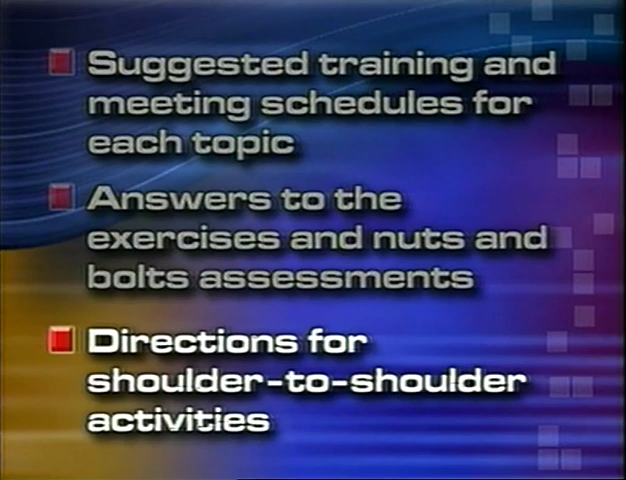 Suggested training and
meeting schedules for
each topic
Answers to the
exercises and nuts and
bolts assessments
Directions for
shoulder-to-shoulder
activities